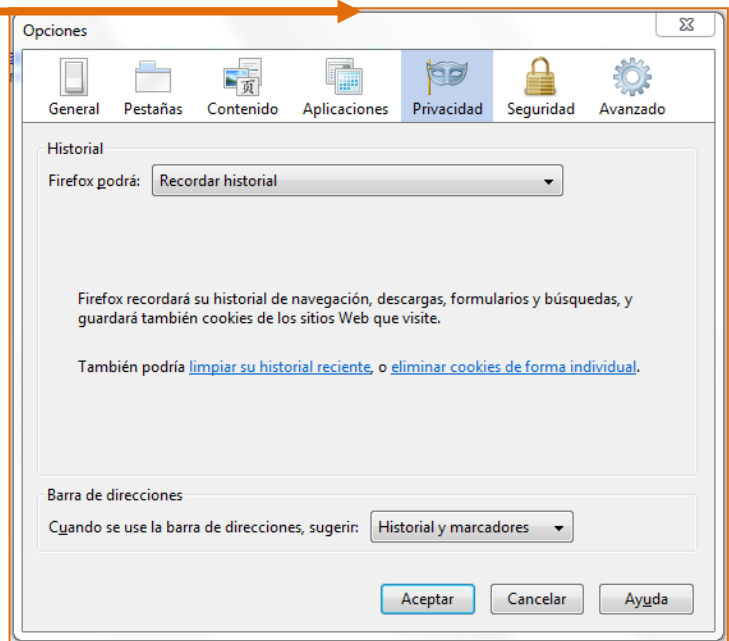 Opciones
General Pestañas Contenido Aplicaciones Privacidad Seguridad Avanzado
页
Historial
Firefox podrá: Recordar historial
Firefox recordará su historial de navegación, descargas, formularios y búsquedas, y
guardará también cookies de los sitios Web que visite.
También podría limpiar su historial reciente, o eliminar cookies de forma individual.
Barra de direcciones
Cuando se use la barra de direcciones, sugerir: Historial y marcadores
Aceptar Cancelar Ayuda